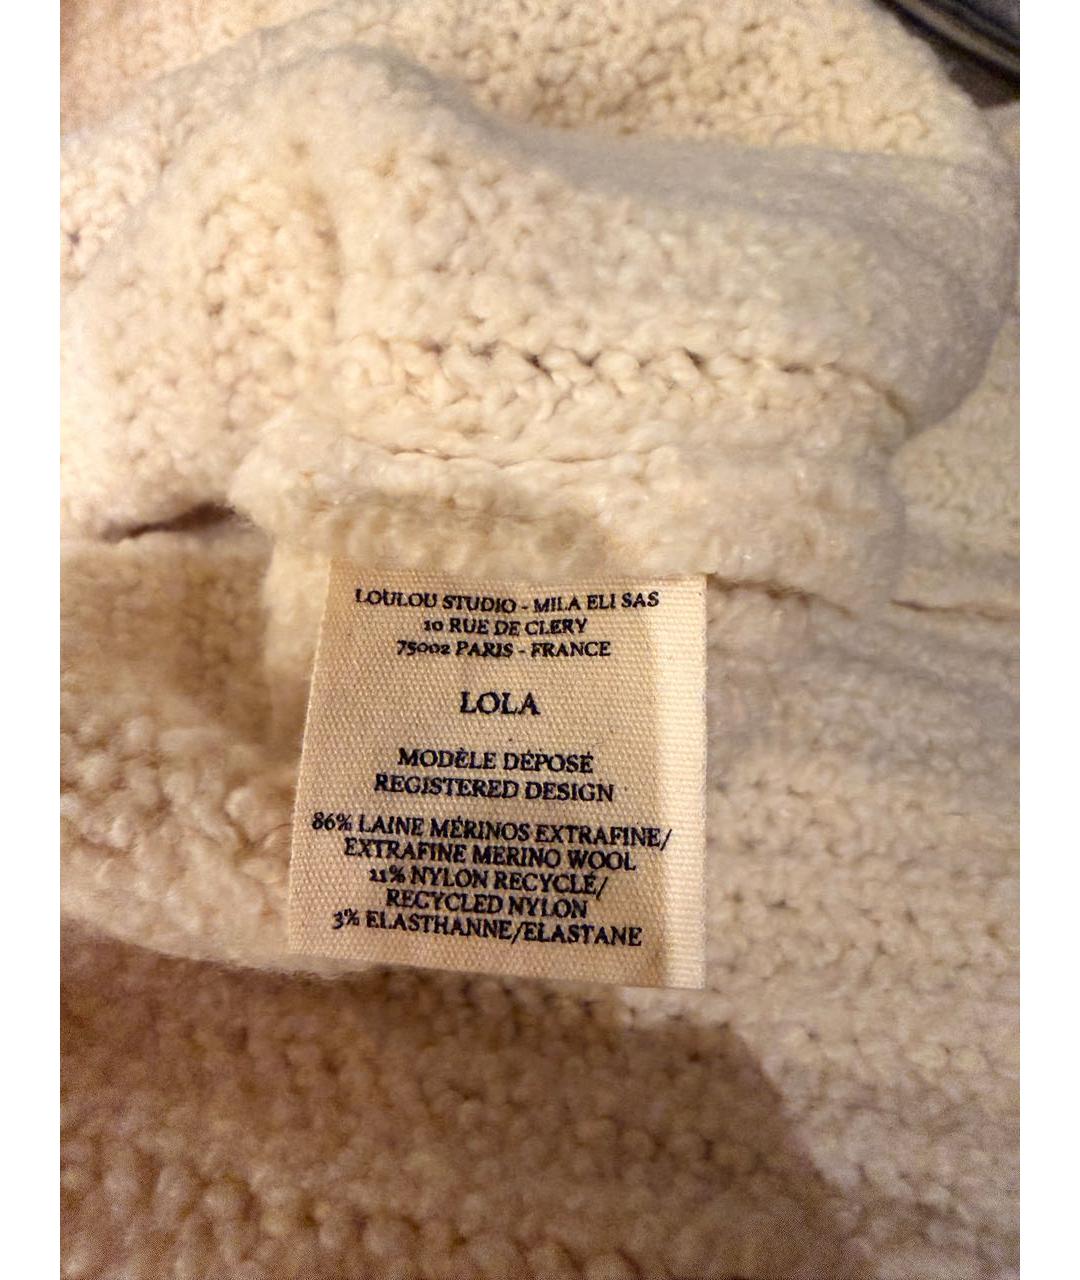 LOULOU STUDIO - MILA ELI SAS
10 RUE DE CLERY
75002 PARIS - FRANCE
LOLA
MODÈLE DÉPOSÉ
REGISTERED DESIGN
86% LAINE MÉRINOS EXTRAFINE/
EXTRAFINE MERINO WOOL
11% NYLON RECYCLÉ/
RECYCLED NYLON
3% ELASTHANNE/ELASTANE